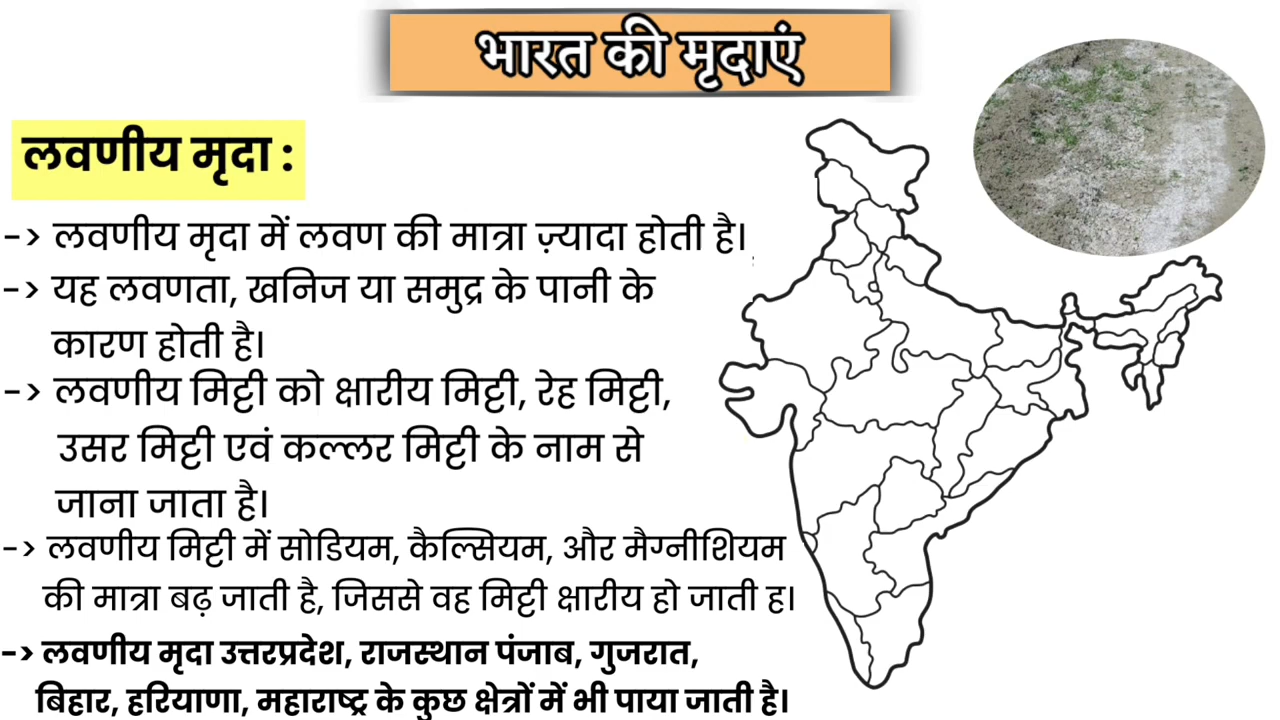 भारत की मृदाएं
लवणीय मृदा :
-> लवणीय मृदा में लवण की मात्रा ज़्यादा होती है।
-> यह लवणता, खनिज या समुद्र के पानी के
कारण होती है।
-> लवणीय मिट्टी को क्षारीय मिट्टी, रेह मिट्टी,
उसर मिट्टी एवं कल्लर मिट्टी के नाम से
जाना जाता है।
-> लवणीय मिट्टी में सोडियम, कैल्सियम, और मैग्नीशियम
की मात्रा बढ़ जाती है, जिससे वह मिट्टी क्षारीय हो जाती ह।
-> लवणीय मृदा उत्तरप्रदेश, राजस्थान पंजाब, गुजरात,
बिहार, हरियाणा, महाराष्ट्र के कुछ क्षेत्रों में भी पाया जाती है।